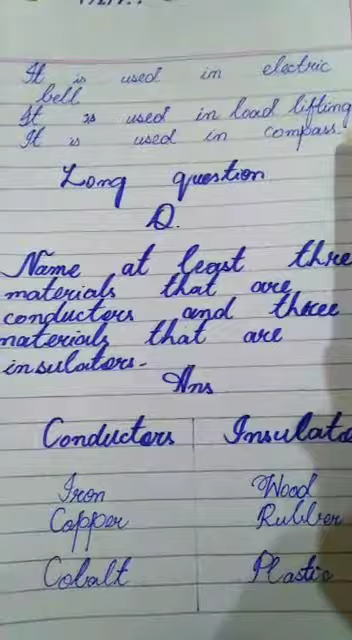 It is used in electric
bell
It is used in load lifting
It is used in compass.
Long question
Q.
Name at least three
materials that are
conductors and three
materials that are
insulators.
Ans
Conductors Insulato
Iron Wood
Copper Rubber
Cobalt Plastic